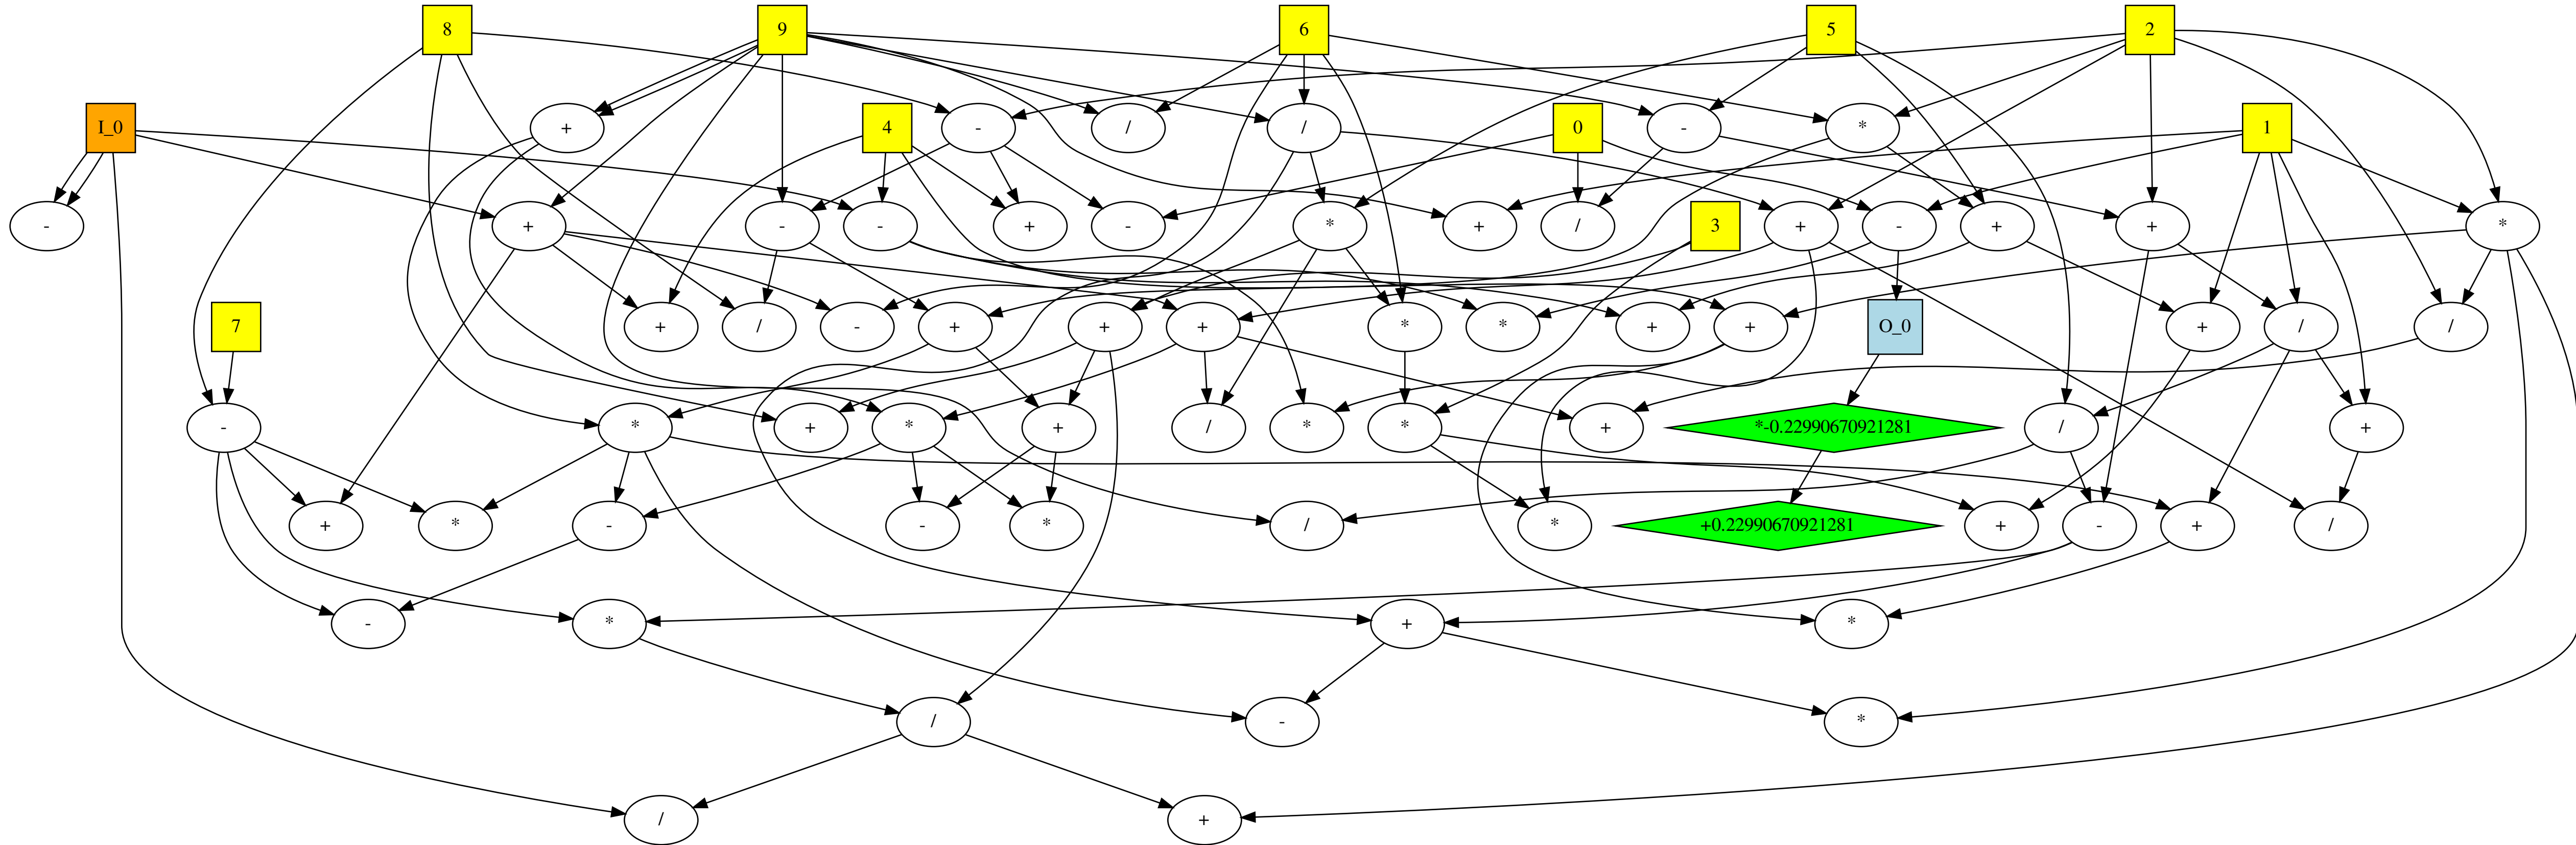 8 9 6 5 2
I_0 + 4 - / / 0 - * 1
- + - - + - * + / 3 + - + + *
7 + / - + + + * * + + O_0 + / /
- * + * + / * * + *-0.22990670921281 / +
+ * - - * / * +0.22990670921281 + - + /
- * + *
/ - *
/ +